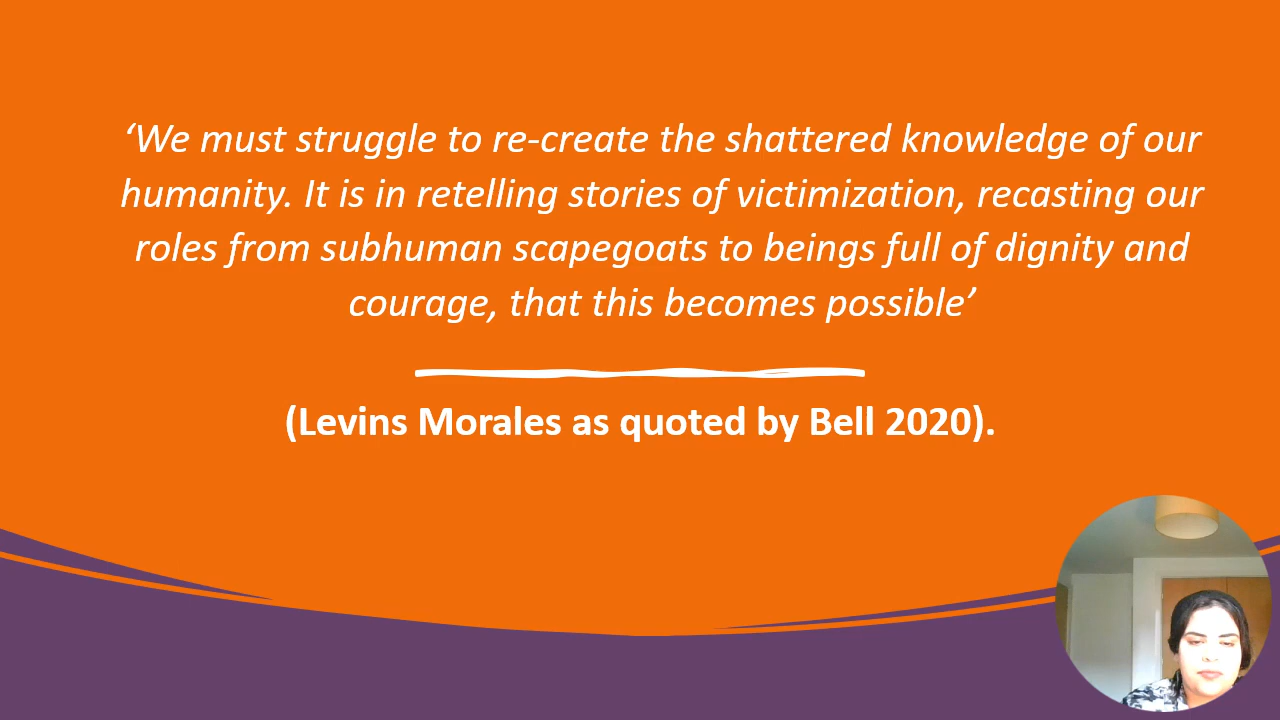 ‘We must struggle to re-create the shattered knowledge of our
humanity. It is in retelling stories of victimization, recasting our
roles from subhuman scapegoats to beings full of dignity and
courage, that this becomes possible’
(Levins Morales as quoted by Bell 2020).